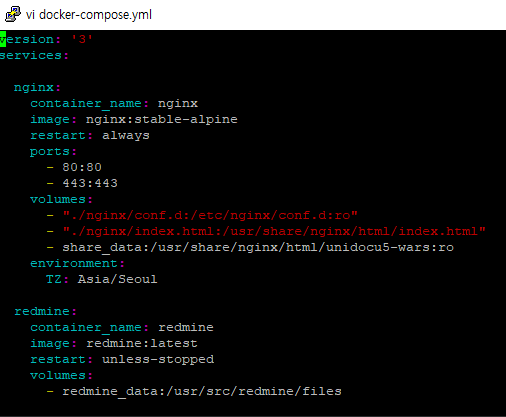 vi docker-compose.yml
version: '3'
services:

  nginx:
    container_name: nginx
    image: nginx:stable-alpine
    restart: always
    ports:
      - 80:80
      - 443:443
    volumes:
      - "./nginx/conf.d:/etc/nginx/conf.d:ro"
      - "./nginx/index.html:/usr/share/nginx/html/index.html"
      - share_data:/usr/share/nginx/html/unidocu5-wars:ro
    environment:
      TZ: Asia/Seoul

  redmine:
    container_name: redmine
    image: redmine:latest
    restart: unless-stopped
    volumes:
      - redmine_data:/usr/src/redmine/files